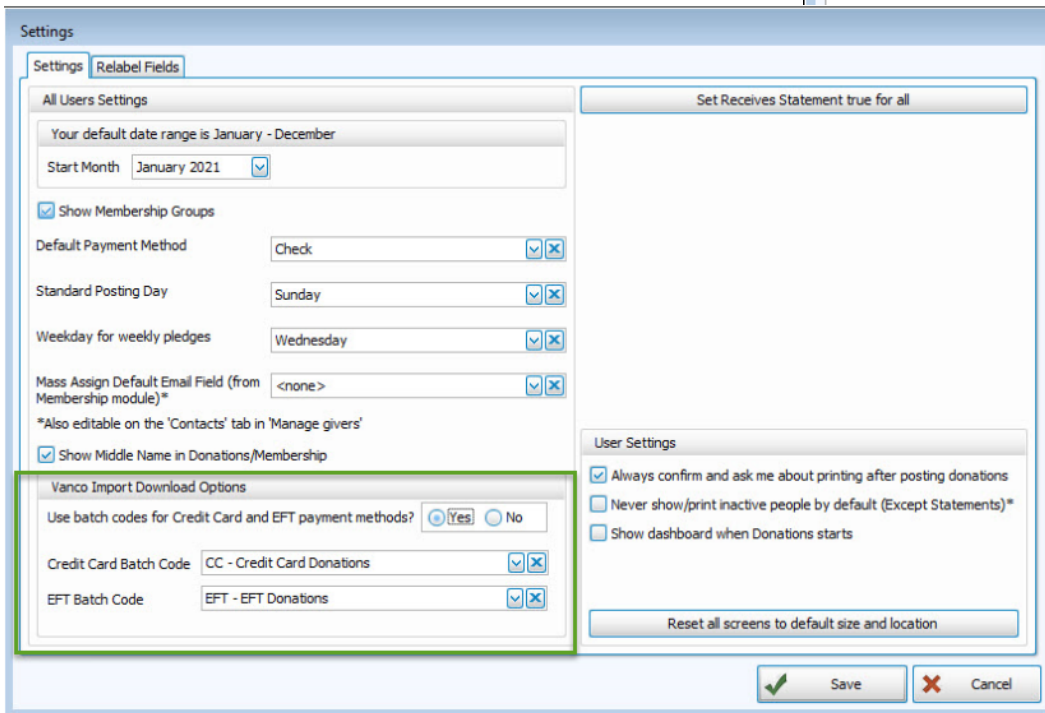 Settings
Settings
Relabel Fields
All Users Settings
Your default date range is January - December
Start Month
January 2021
Show Membership Groups
Default Payment Method
Check
Standard Posting Day
Sunday
Weekday for weekly pledges
Wednesday
Mass Assign Default Email Field (from
Membership module)*
<none>
*Also editable on the 'Contacts' tab in 'Manage givers'
Show Middle Name in Donations/Membership
Vanco Import Download Options
Use batch codes for Credit Card and EFT payment methods?
Yes
No
Credit Card Batch Code
CC - Credit Card Donations
EFT Batch Code
EFT - EFT Donations
Set Receives Statement true for all
User Settings
Always confirm and ask me about printing after posting donations
Never show/print inactive people by default (Except Statements)*
Show dashboard when Donations starts
Reset all screens to default size and location
Save
Cancel